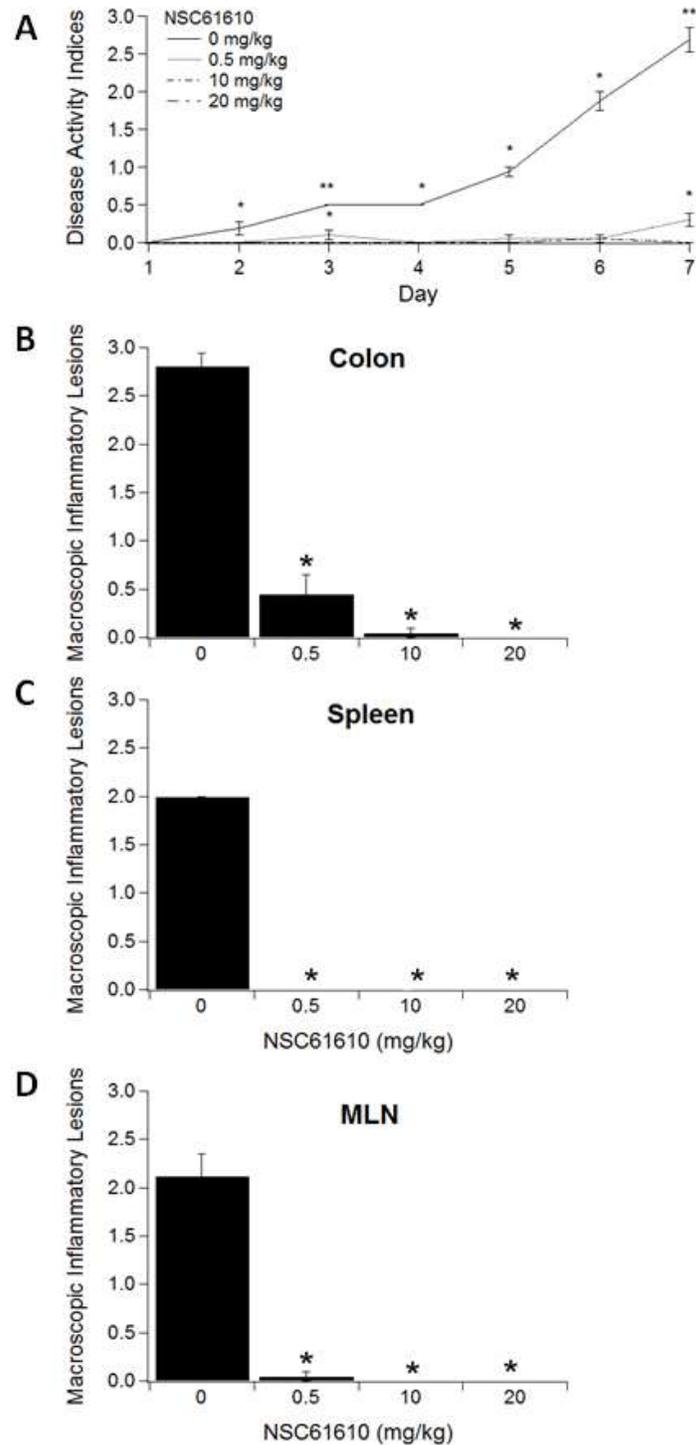 A
Disease Activity Indices
3.0
2.5
2.0
1.5
1.0
0.5
0.0
NSC61610
0 mg/kg
0.5 mg/kg
10 mg/kg
20 mg/kg
*
**
*
*
*
*
**
*
1 2 3 4 5 6 7
Day
B
Macroscopic Inflammatory Lesions
Colon
3.0
2.5
2.0
1.5
1.0
0.5
0.0
* * *
0 0.5 10 20
C
Macroscopic Inflammatory Lesions
Spleen
3.0
2.5
2.0
1.5
1.0
0.5
0.0
* * *
0 0.5 10 20
NSC61610 (mg/kg)
D
Macroscopic Inflammatory Lesions
MLN
3.0
2.5
2.0
1.5
1.0
0.5
0.0
* * *
0 0.5 10 20
NSC61610 (mg/kg)